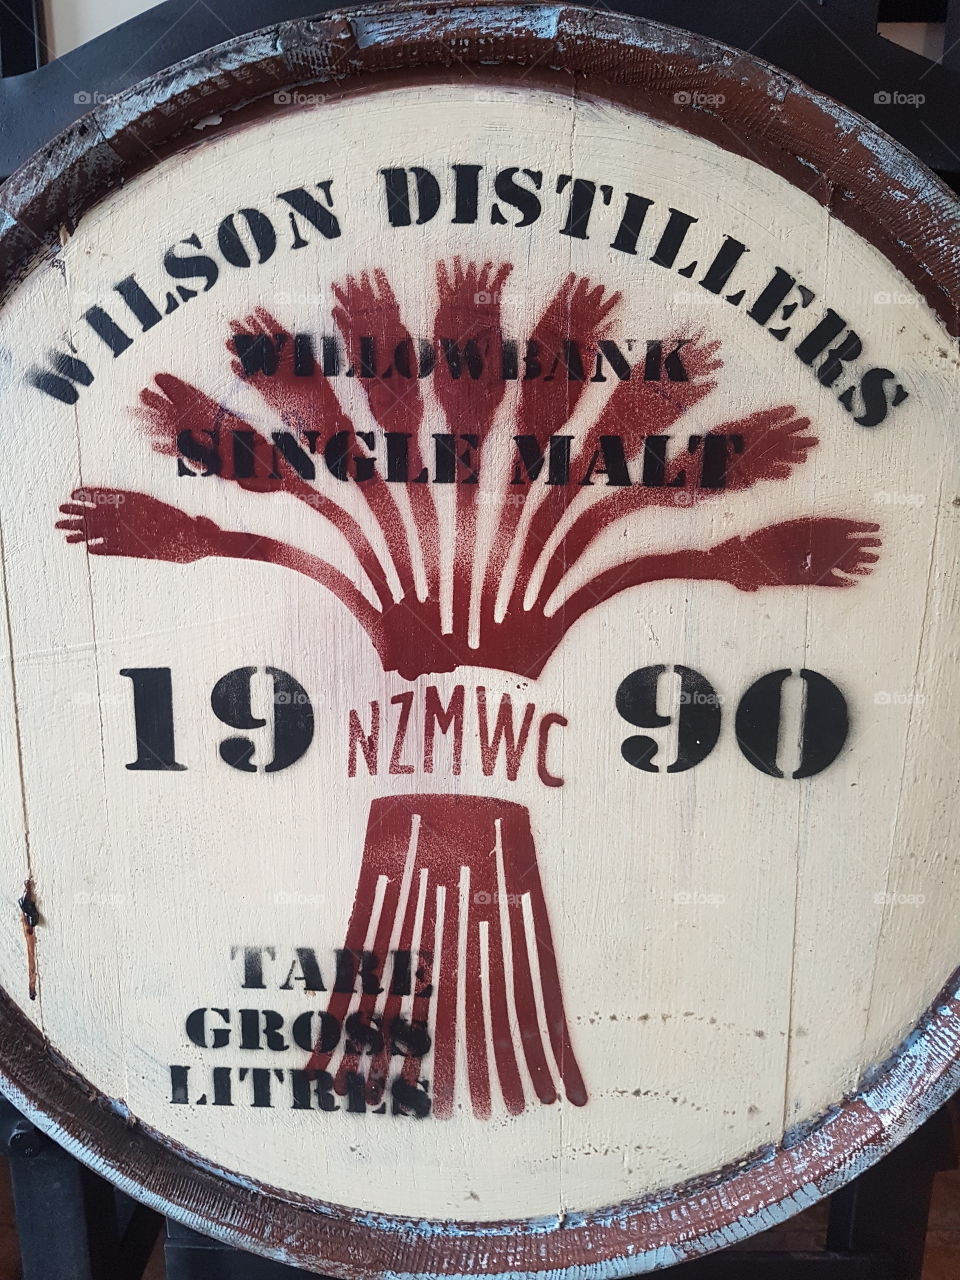 WILSON DISTILLERS
WILLOWBANK
SINGLE MALT
19 NZMWC 90
TARE
GROSS
LITRES